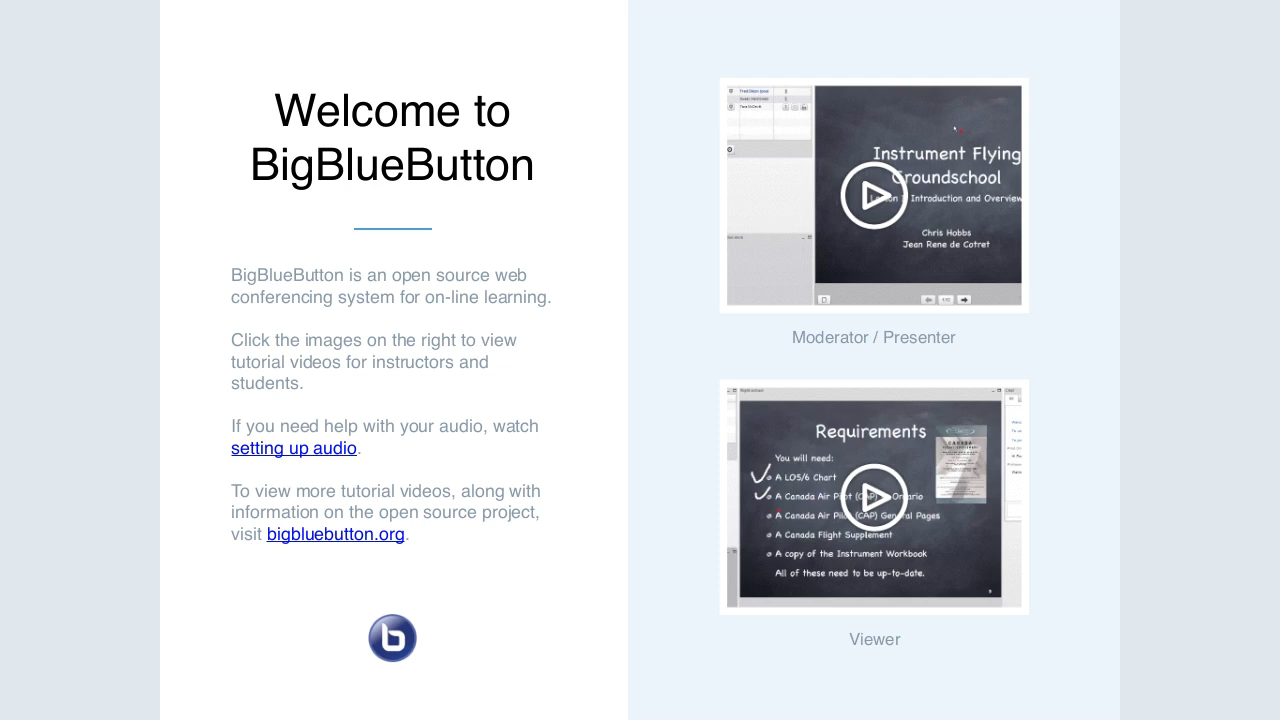 Welcome to
BigBlueButton
BigBlueButton is an open source web
conferencing system for on-line learning.
Click the images on the right to view
tutorial videos for instructors and
students.
If you need help with your audio, watch
setting up audio.
To view more tutorial videos, along with
information on the open source project,
visit bigbluebutton.org.
b
Instrument Flying
Groundschool
Introduction and Overview
Chris Hobbs
Jean Rene de Cotret
Moderator / Presenter
Requirements
CANADA
You will need:
A LO5/6 Chart
A Canada Air Pilot (CAP) Ontario
A Canada Air Pilot (CAP) General Pages
A Canada Flight Supplement
A copy of the Instrument Workbook
All of these need to be up-to-date.
Viewer